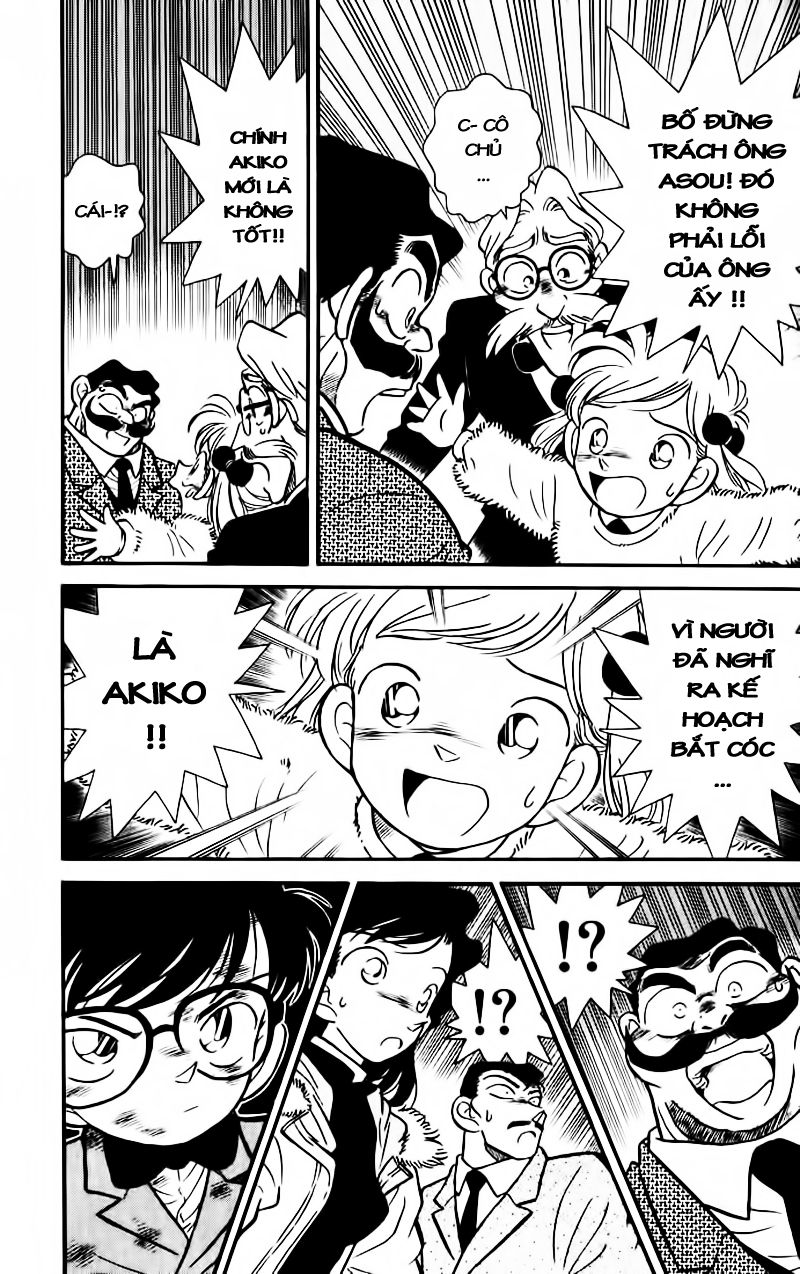 BỐ ĐỪNG
TRÁCH ÔNG
ASOU! ĐÓ
KHÔNG
PHẢI LỖI
CỦA ÔNG
ẤY !!
C- CÔ
CHỦ
...
CHÍNH
AKIKO
MỚI LÀ
KHÔNG
TỐT!!
CÁI-!?
VÌ NGƯỜI
ĐÃ NGHĨ
RA KẾ
HOẠCH
BẮT CÓC
...
LÀ
AKIKO
!!
!?
!?